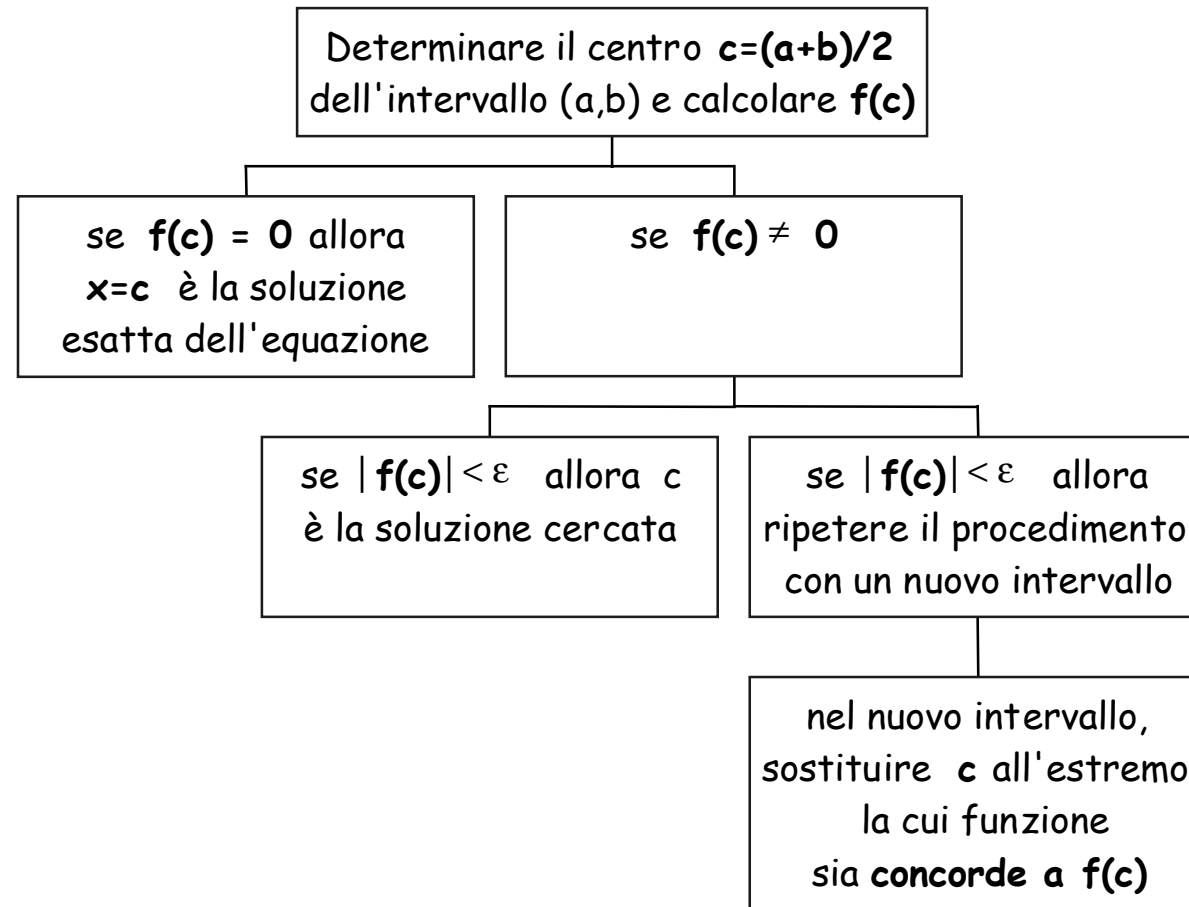 Determinare il centro c=(a+b)/2
dell'intervallo (a,b) e calcolare f(c)
se f(c) = 0 allora
x=c è la soluzione
esatta dell'equazione
se f(c) ≠ 0
se |f(c)| < ε allora c
è la soluzione cercata
se |f(c)| < ε allora
ripetere il procedimento
con un nuovo intervallo
nel nuovo intervallo,
sostituire c all'estremo
la cui funzione
sia concorde a f(c)